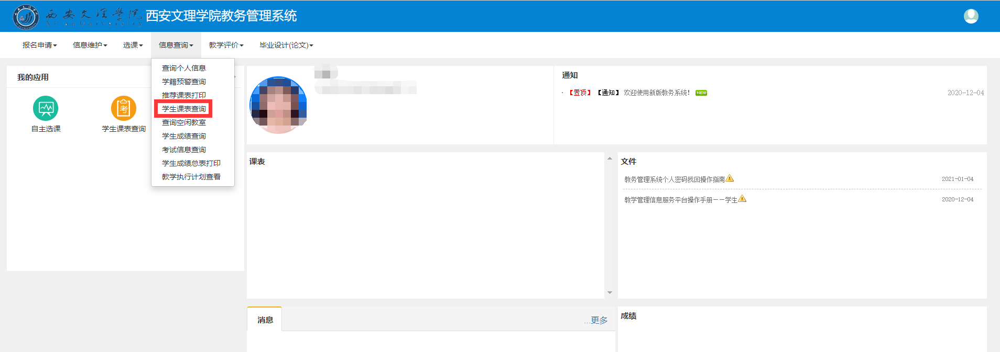 西安文理学院 西安文理学院教务管理系统
报名申请 信息维护 选课 信息查询 教学评价 毕业设计(论文)
我的应用
自主选课
学生课表查询
查询个人信息
学籍预警查询
推荐课表打印
学生课表查询
查询空闲教室
学生成绩查询
考试信息查询
学生成绩总表打印
教学执行计划查看
通知
·【置顶】【通知】欢迎使用新版教务系统! NEW 2020-12-04
课表
文件
教务管理系统个人密码找回操作指南 2021-01-04
教学管理信息服务平台操作手册——学生 2020-12-04
消息
...更多
成绩